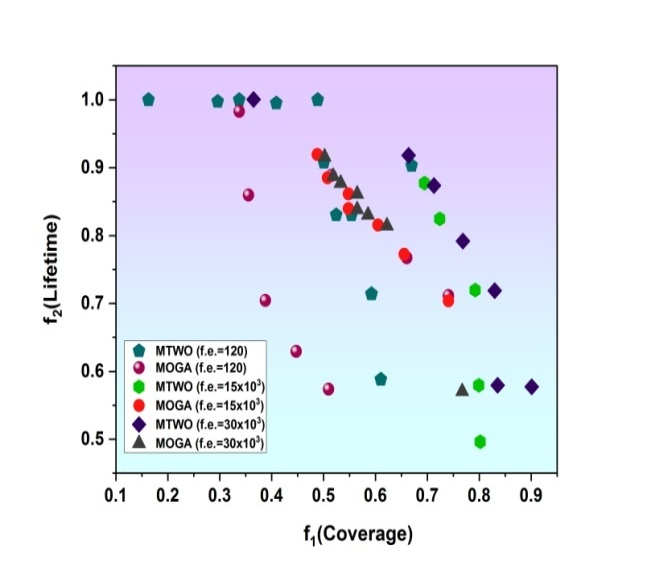 1.0
0.9
0.8
0.7
0.6
0.5
f₂(Lifetime)
MTWO (f.e.=120)
MOGA (f.e.=120)
MTWO (f.e.=15x10³)
MOGA (f.e.=15x10³)
MTWO (f.e.=30x10³)
MOGA (f.e.=30x10³)
0.1 0.2 0.3 0.4 0.5 0.6 0.7 0.8 0.9
f₁(Coverage)